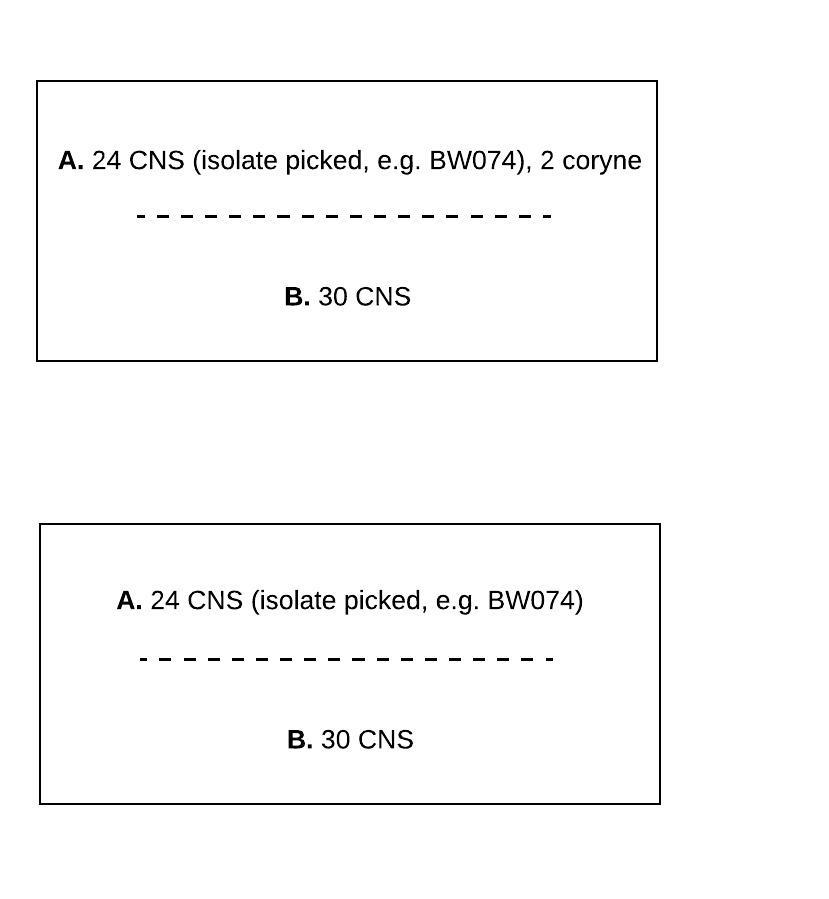 A. 24 CNS (isolate picked, e.g. BW074), 2 coryne
B. 30 CNS
A. 24 CNS (isolate picked, e.g. BW074)
B. 30 CNS